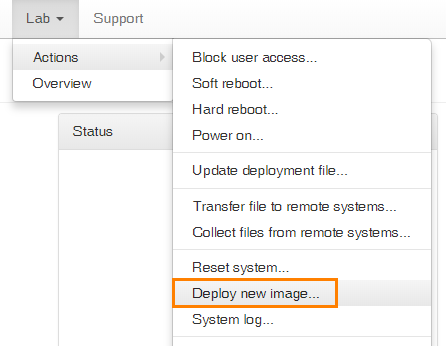 Lab Support
Actions
Overview
Status
Block user access...
Soft reboot...
Hard reboot...
Power on...
Update deployment file...
Transfer file to remote systems...
Collect files from remote systems...
Reset system...
Deploy new image...
System log...